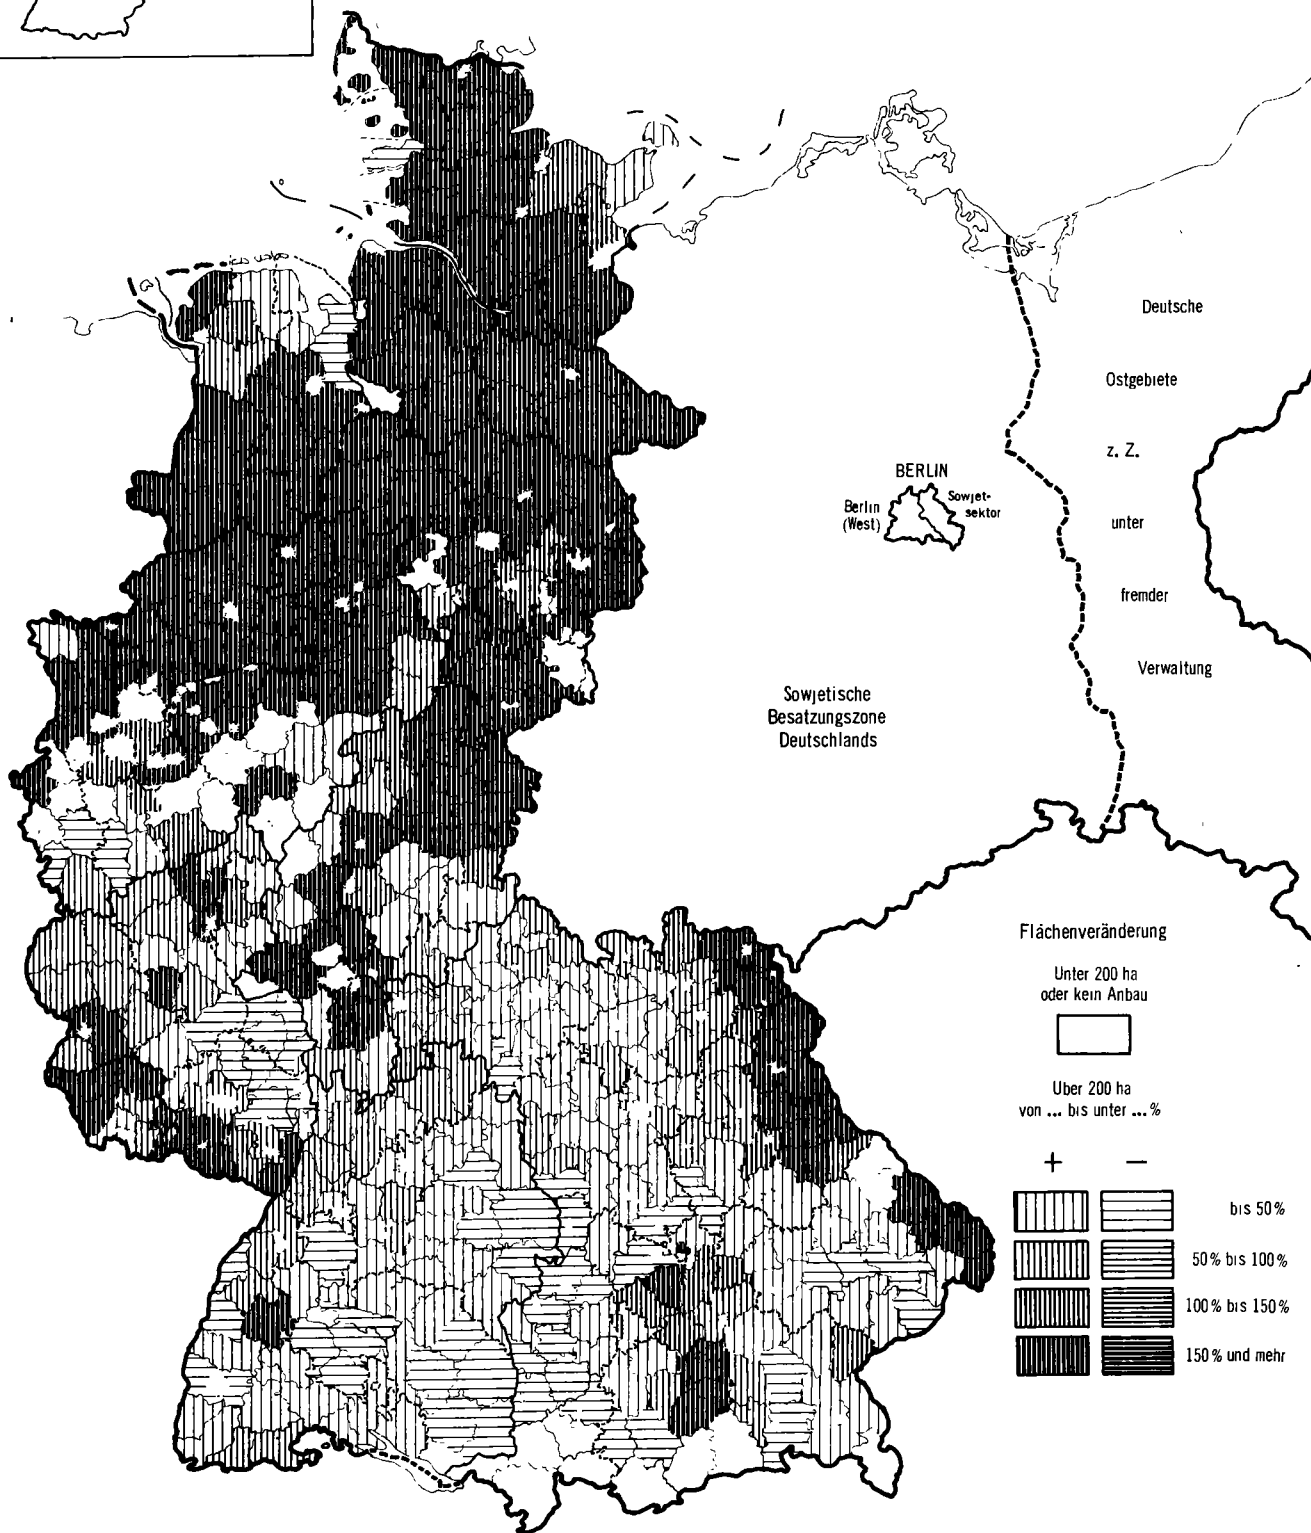 Deutsche
Ostgebiete
z. Z.
unter
fremder
Verwaltung
BERLIN
Berlin
(West)
Sowjet-
sektor
Sowjetische
Besatzungszone
Deutschlands
Flächenveränderung
Unter 200 ha
oder kein Anbau
Uber 200 ha
von ... bis unter ... %
+ −
bis 50%
50% bis 100%
100% bis 150%
150% und mehr